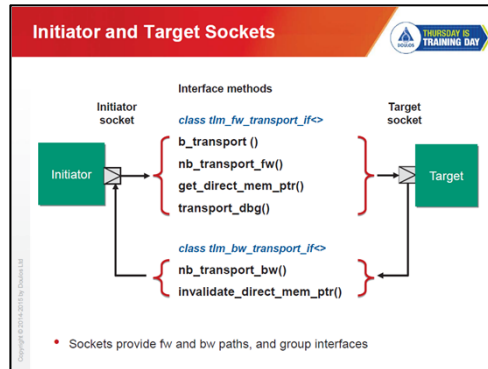 Initiator and Target Sockets
DOULOS
THURSDAY IS
TRAINING DAY
Interface methods
Initiator
socket
Target
socket
class tlm_fw_transport_if<>
b_transport ()
nb_transport_fw()
get_direct_mem_ptr()
transport_dbg()
Initiator
Target
class tlm_bw_transport_if<>
nb_transport_bw()
invalidate_direct_mem_ptr()
• Sockets provide fw and bw paths, and group interfaces
Copyright © 2014-2015 by Doulos Ltd